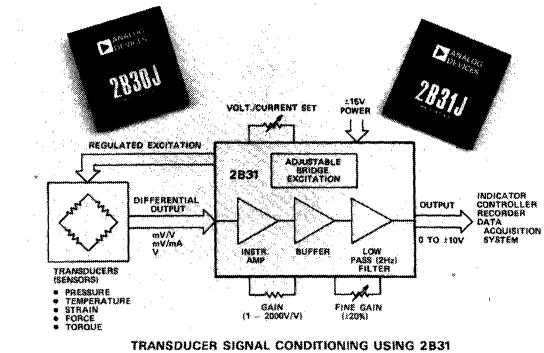 ANALOG
DEVICES
2B30J
ANALOG
DEVICES
2B31J
VOLT./CURRENT SET
±15V
POWER
REGULATED EXCITATION
2B31
ADJUSTABLE
BRIDGE
EXCITATION
DIFFERENTIAL
OUTPUT
mV/V
mV/mA
V
INSTR.
AMP
BUFFER
LOW
PASS (2Hz)
FILTER
OUTPUT
0 TO ±10V
INDICATOR
CONTROLLER
RECORDER
DATA
ACQUISITION
SYSTEM
TRANSDUCERS
(SENSORS)
• PRESSURE
• TEMPERATURE
• STRAIN
• FORCE
• TORQUE
GAIN
(1 – 2000V/V)
FINE GAIN
(±20%)
TRANSDUCER SIGNAL CONDITIONING USING 2B31